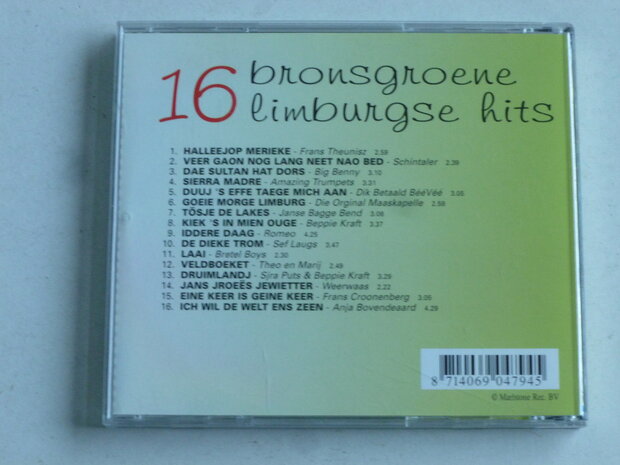 16 bronsgroene
limburgse hits
1. HALLEEJOP MERIEKE - Frans Theunisz 2.59
2. VEER GAON NOG LANG NEET NAO BED - Schintaler 2.39
3. DAE SULTAN HAT DORS - Big Benny 3.10
4. SIERRA MADRE - Amazing Trumpets 3.31
5. DUUJ 'S EFFE TAEGE MICH AAN - Dik Betaald BééVéé 3.05
6. GOEIE MORGE LIMBURG - Die Orginal Maaskapelle 2.58
7. TÖSJE DE LAKES - Janse Bagge Bend 3.06
8. KIEK 'S IN MIEN OUGE - Beppie Kraft 3.37
9. IDDERE DAAG - Romeo 4.25
10. DE DIEKE TROM - Sef Laugs 3.47
11. LAAI - Bretel Boys 2.30
12. VELDBOEKET - Theo en Marij 2.49
13. DRUIMLANDJ - Sjra Puts & Beppie Kraft 3.29
14. JANS JROEËS JEWIETTER - Weerwaas 2.22
15. EINE KEER IS GEINE KEER - Frans Croonenberg 3.05
16. ICH WIL DE WELT ENS ZEEN - Anja Bovendeaard 4.29
8 714069 047945
© Marlstone Rec. BV